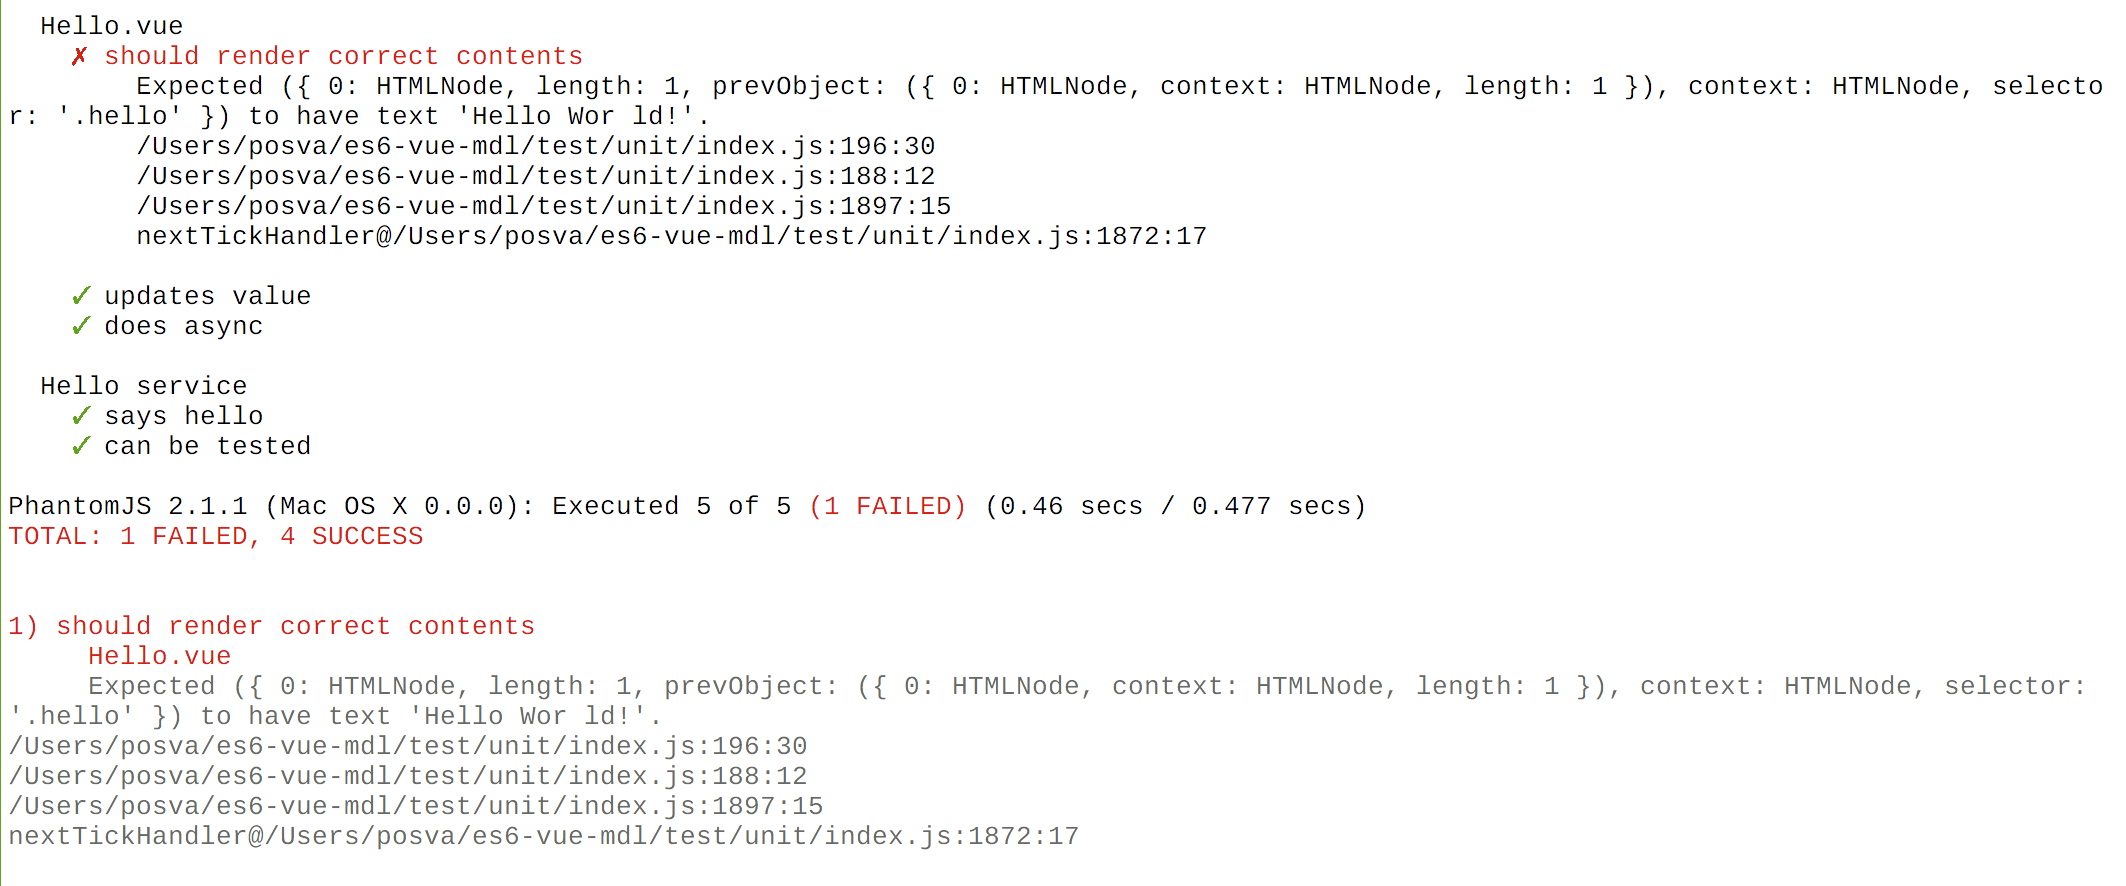 Hello.vue
✗ should render correct contents
Expected ({ 0: HTMLNode, length: 1, prevObject: ({ 0: HTMLNode, context: HTMLNode, length: 1 }), context: HTMLNode, selecto
r: '.hello' }) to have text 'Hello Wor ld!'.
/Users/posva/es6-vue-mdl/test/unit/index.js:196:30
/Users/posva/es6-vue-mdl/test/unit/index.js:188:12
/Users/posva/es6-vue-mdl/test/unit/index.js:1897:15
nextTickHandler@/Users/posva/es6-vue-mdl/test/unit/index.js:1872:17
✓ updates value
✓ does async
Hello service
✓ says hello
✓ can be tested
PhantomJS 2.1.1 (Mac OS X 0.0.0): Executed 5 of 5 (1 FAILED) (0.46 secs / 0.477 secs)
TOTAL: 1 FAILED, 4 SUCCESS
1) should render correct contents
Hello.vue
Expected ({ 0: HTMLNode, length: 1, prevObject: ({ 0: HTMLNode, context: HTMLNode, length: 1 }), context: HTMLNode, selector:
'.hello' }) to have text 'Hello Wor ld!'.
/Users/posva/es6-vue-mdl/test/unit/index.js:196:30
/Users/posva/es6-vue-mdl/test/unit/index.js:188:12
/Users/posva/es6-vue-mdl/test/unit/index.js:1897:15
nextTickHandler@/Users/posva/es6-vue-mdl/test/unit/index.js:1872:17